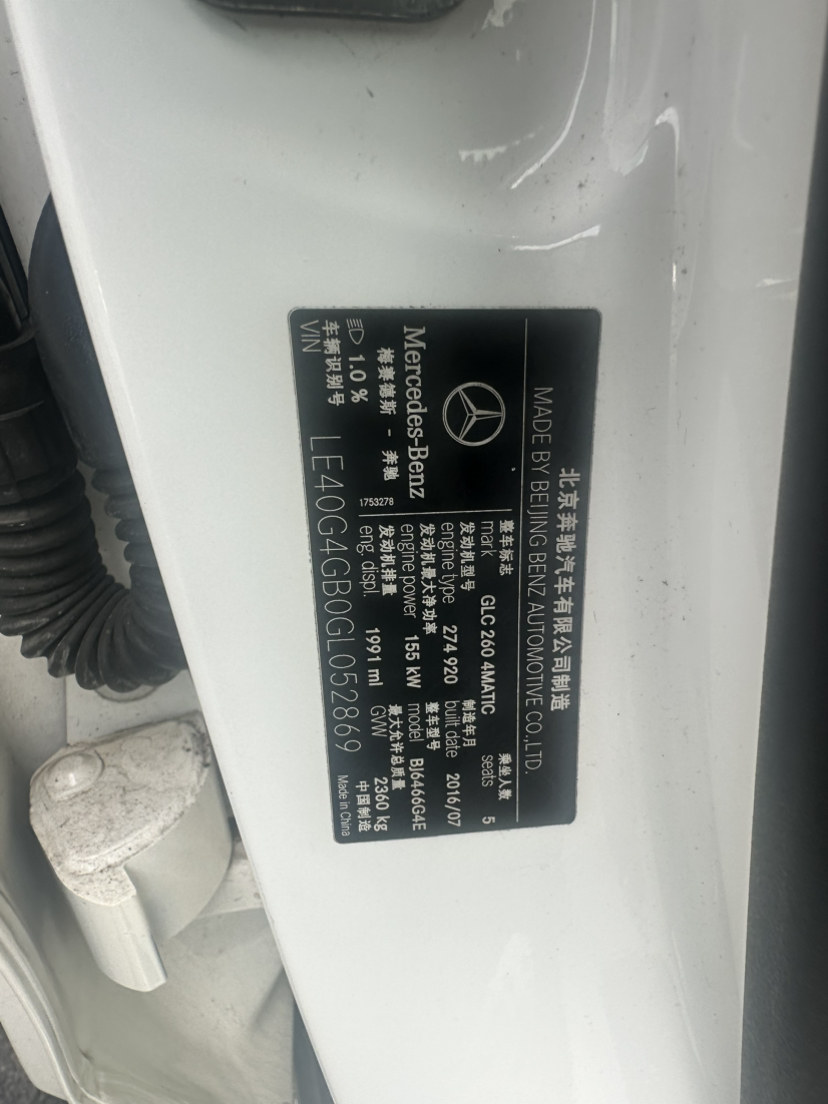 北京奔驰汽车有限公司制造
MADE BY BEIJING BENZ AUTOMOTIVE CO.,LTD.
Mercedes-Benz
梅赛德斯 - 奔驰
1.0 %
1753278
整车标志 乘坐人数
mark GLC 260 4MATIC seats 5
发动机型号 制造年月
engine type 274 920 built date 2016/07
发动机最大净功率 整车型号
engine power 155 kW model BJ6466G4E
发动机排量 最大允许总质量
eng. displ. 1991 ml GVW 2360 kg
车辆识别号 中国制造
VIN LE40G4GB0GL052869 Made in China